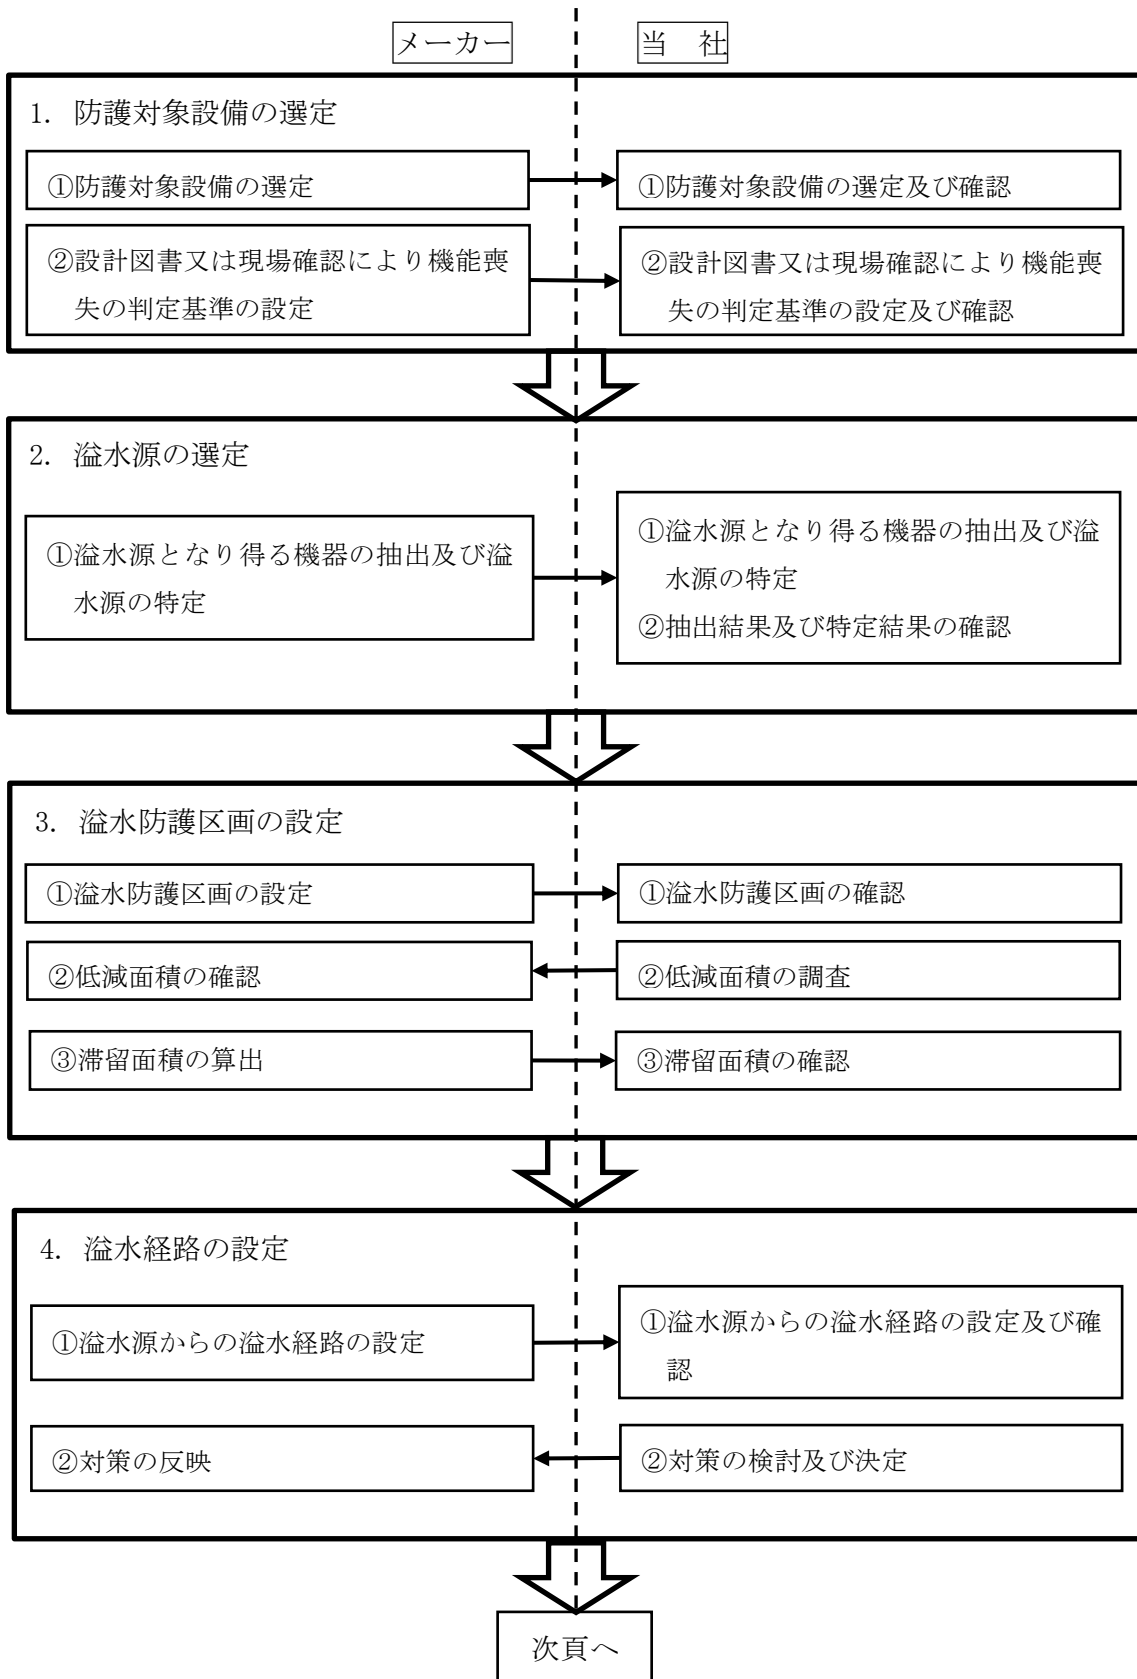 メーカー
当　社
1. 防護対象設備の選定
①防護対象設備の選定
①防護対象設備の選定及び確認
②設計図書又は現場確認により機能喪
失の判定基準の設定
②設計図書又は現場確認により機能喪
失の判定基準の設定及び確認
2. 溢水源の選定
①溢水源となり得る機器の抽出及び溢
水源の特定
①溢水源となり得る機器の抽出及び溢
水源の特定
②抽出結果及び特定結果の確認
3. 溢水防護区画の設定
①溢水防護区画の設定
①溢水防護区画の確認
②低減面積の確認
②低減面積の調査
③滞留面積の算出
③滞留面積の確認
4. 溢水経路の設定
①溢水源からの溢水経路の設定
①溢水源からの溢水経路の設定及び確
認
②対策の反映
②対策の検討及び決定
次頁へ